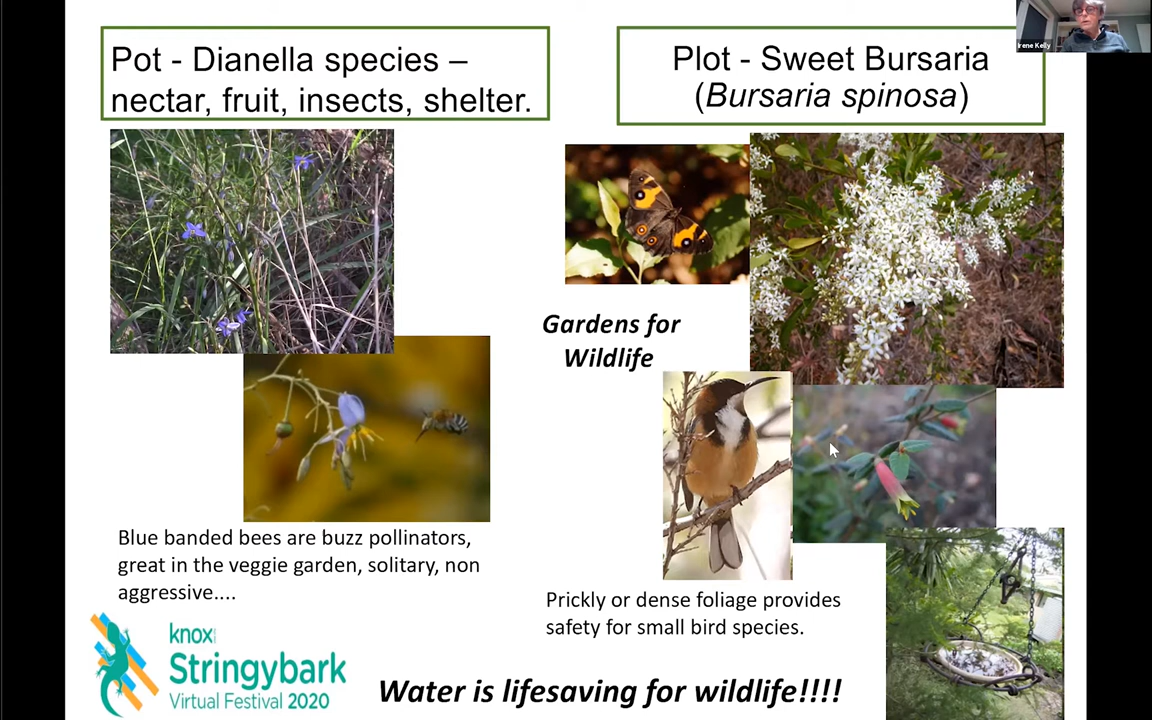 Pot - Dianella species –
nectar, fruit, insects, shelter.
Plot - Sweet Bursaria
(Bursaria spinosa)
Irene Kelly
Gardens for
Wildlife
Blue banded bees are buzz pollinators,
great in the veggie garden, solitary, non
aggressive....
Prickly or dense foliage provides
safety for small bird species.
knox
Stringybark
Virtual Festival 2020
Water is lifesaving for wildlife!!!!